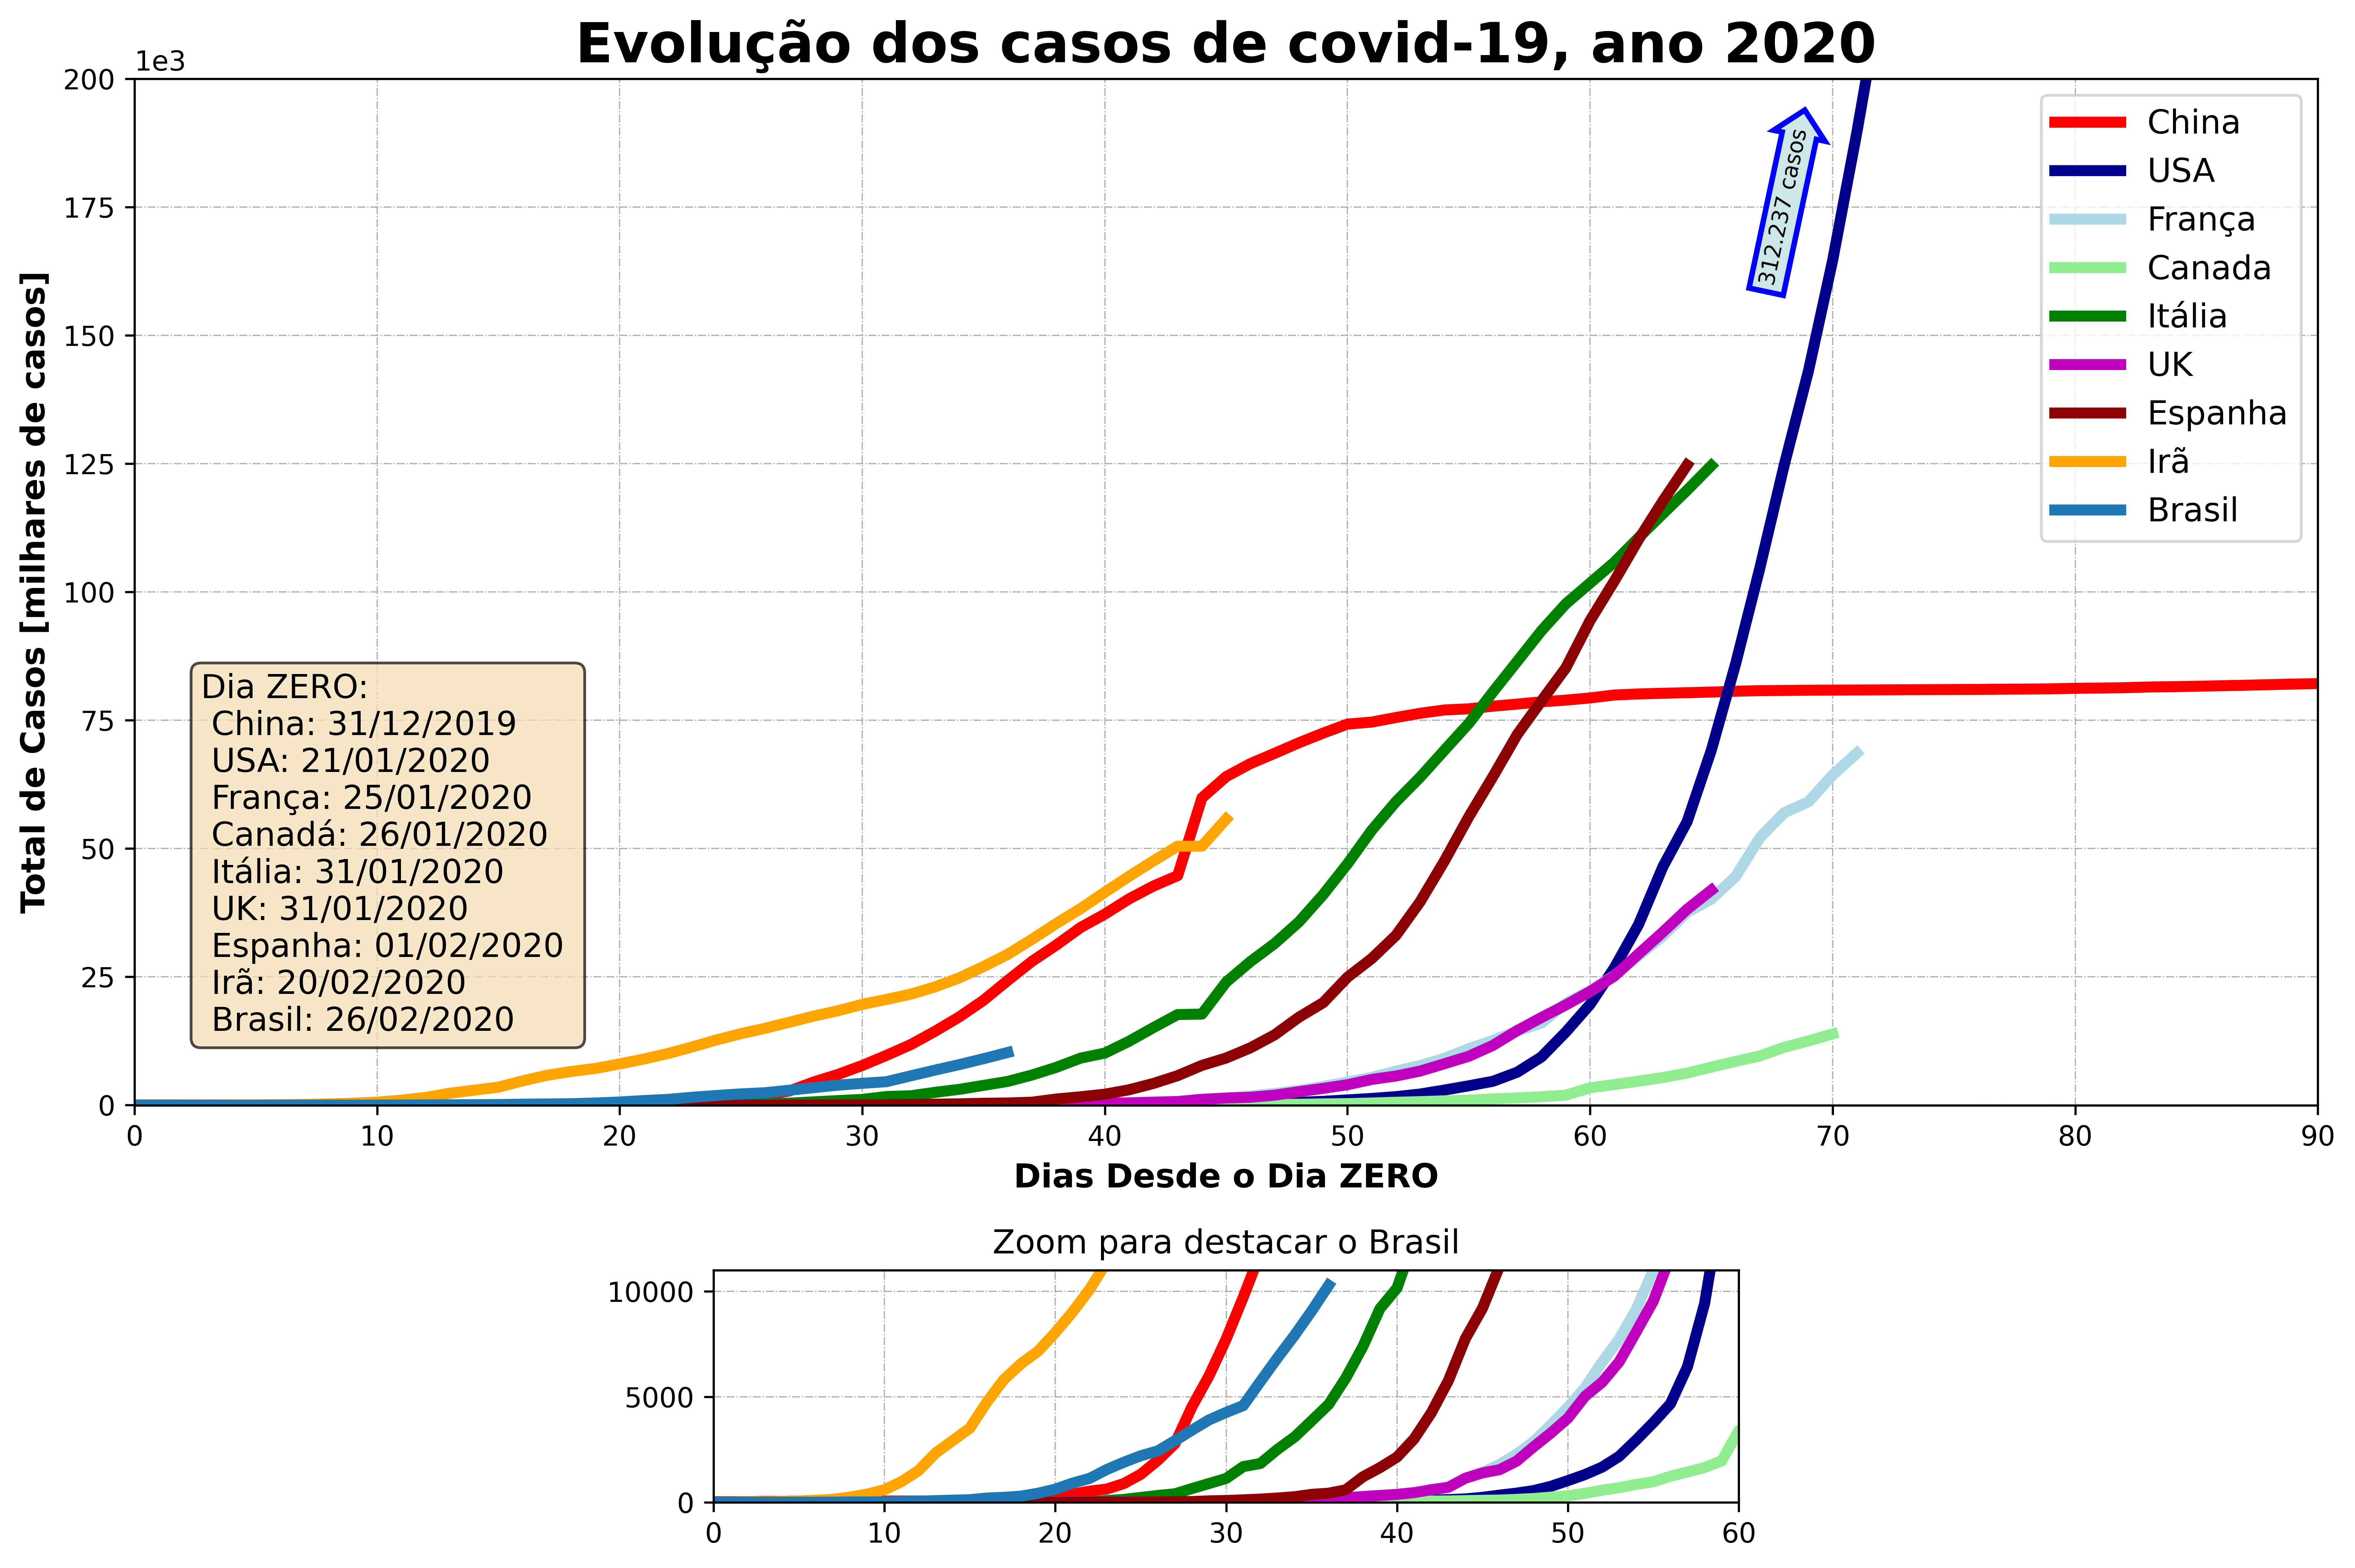 Evolução dos casos de covid-19, ano 2020
1e3
200
175
150
125
100
75
50
25
0
Total de Casos [milhares de casos]
312.237 casos
China
USA
França
Canada
Itália
UK
Espanha
Irã
Brasil
Dia ZERO:
China: 31/12/2019
USA: 21/01/2020
França: 25/01/2020
Canadá: 26/01/2020
Itália: 31/01/2020
UK: 31/01/2020
Espanha: 01/02/2020
Irã: 20/02/2020
Brasil: 26/02/2020
0 10 20 30 40 50 60 70 80 90
Dias Desde o Dia ZERO
Zoom para destacar o Brasil
10000
5000
0
0 10 20 30 40 50 60